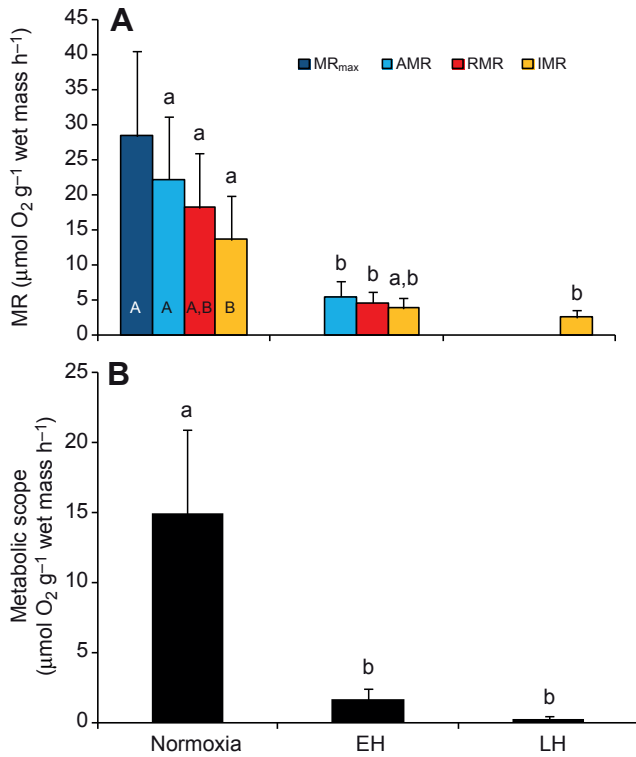 A
MR (μmol O₂ g⁻¹ wet mass h⁻¹)
45
40
35
30
25
20
15
10
5
0
MRmax AMR RMR IMR
a
a
a
A
A
A,B
B
b
b
a,b
b
B
Metabolic scope
(μmol O₂ g⁻¹ wet mass h⁻¹)
25
20
15
10
5
0
a
b
b
Normoxia EH LH